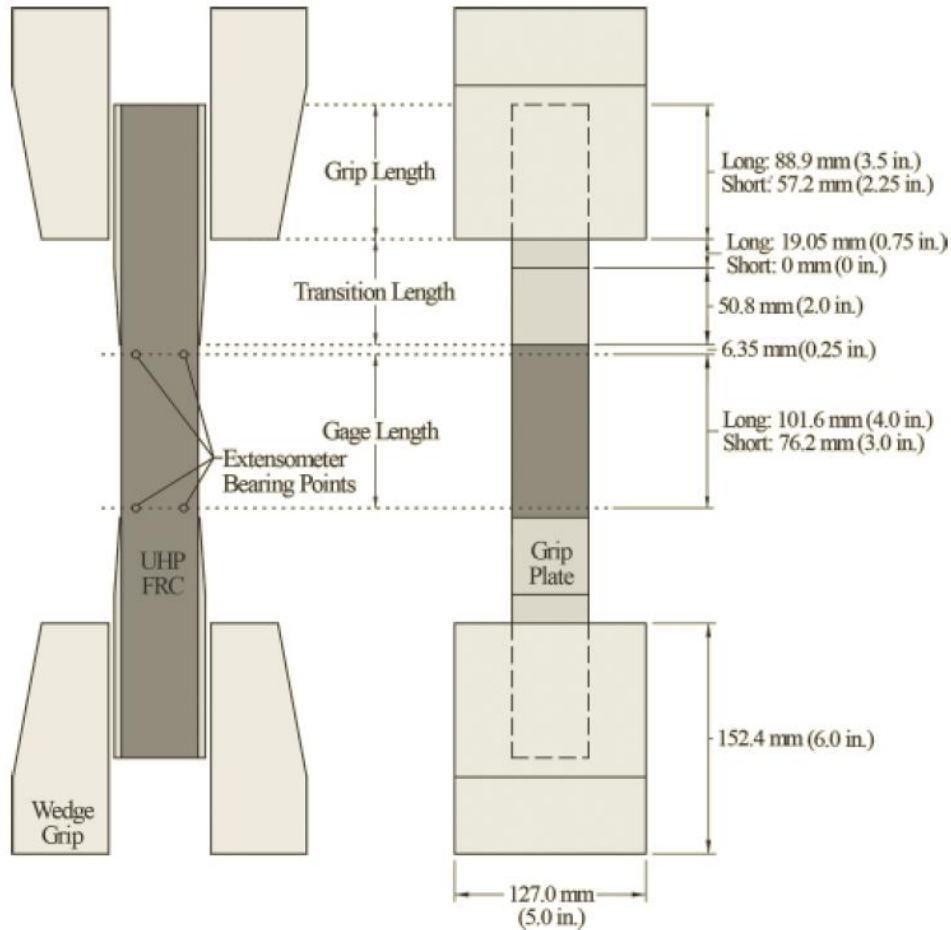 Grip Length
Long: 88.9 mm (3.5 in.)
Short: 57.2 mm (2.25 in.)
Long: 19.05 mm (0.75 in.)
Short: 0 mm (0 in.)
Transition Length
50.8 mm (2.0 in.)
6.35 mm (0.25 in.)
Gage Length
Long: 101.6 mm (4.0 in.)
Short: 76.2 mm (3.0 in.)
Extensometer
Bearing Points
UHP
FRC
Grip
Plate
152.4 mm (6.0 in.)
Wedge
Grip
127.0 mm
(5.0 in.)